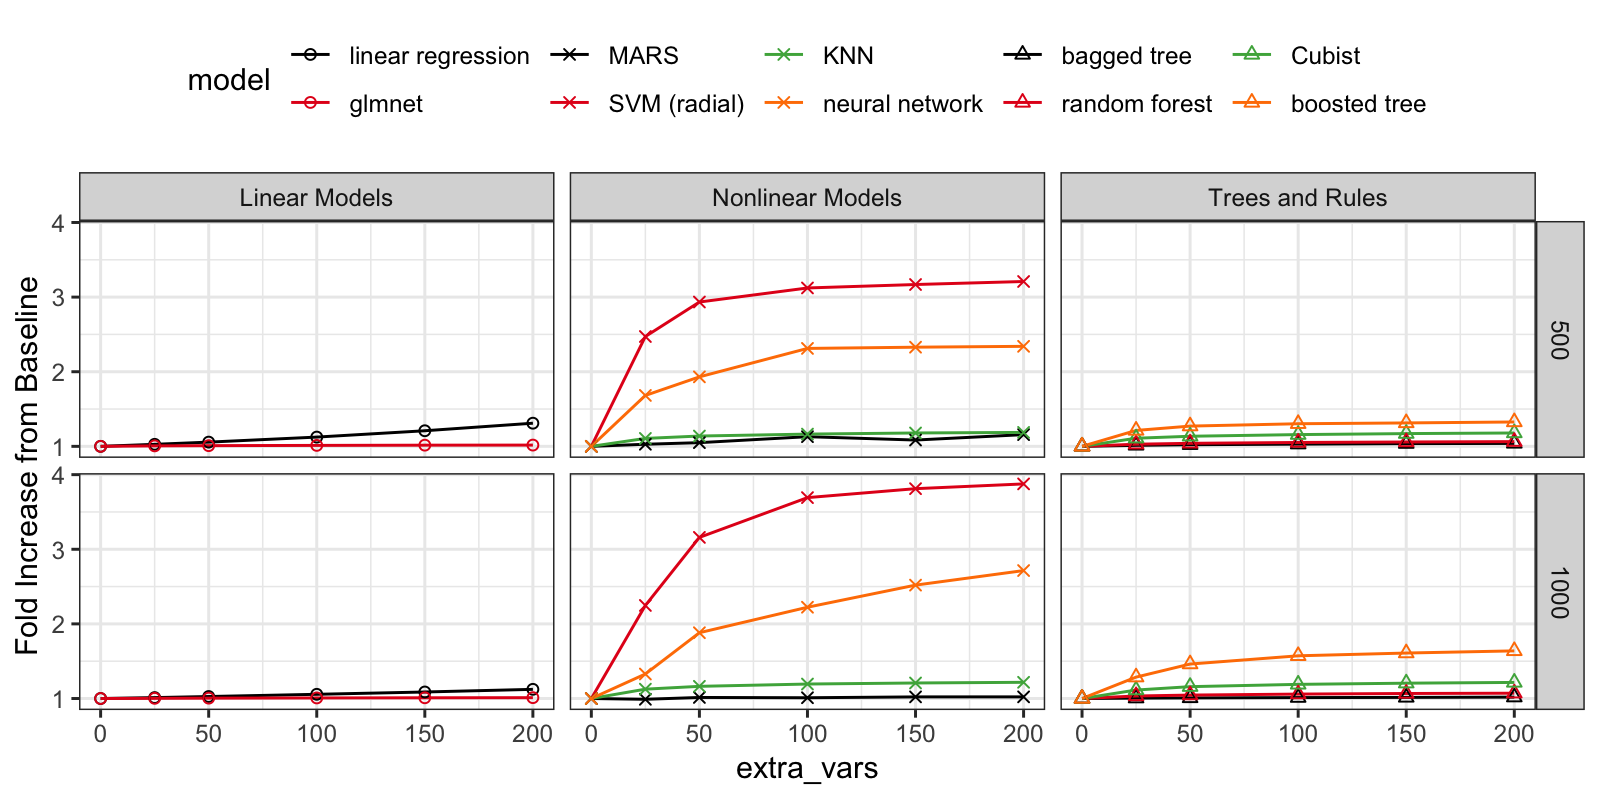 model
linear regression MARS KNN bagged tree Cubist
glmnet SVM (radial) neural network random forest boosted tree
Linear Models Nonlinear Models Trees and Rules
Fold Increase from Baseline
4
3
2
1
500
4
3
2
1
1000
0 50 100 150 200 0 50 100 150 200 0 50 100 150 200
extra_vars